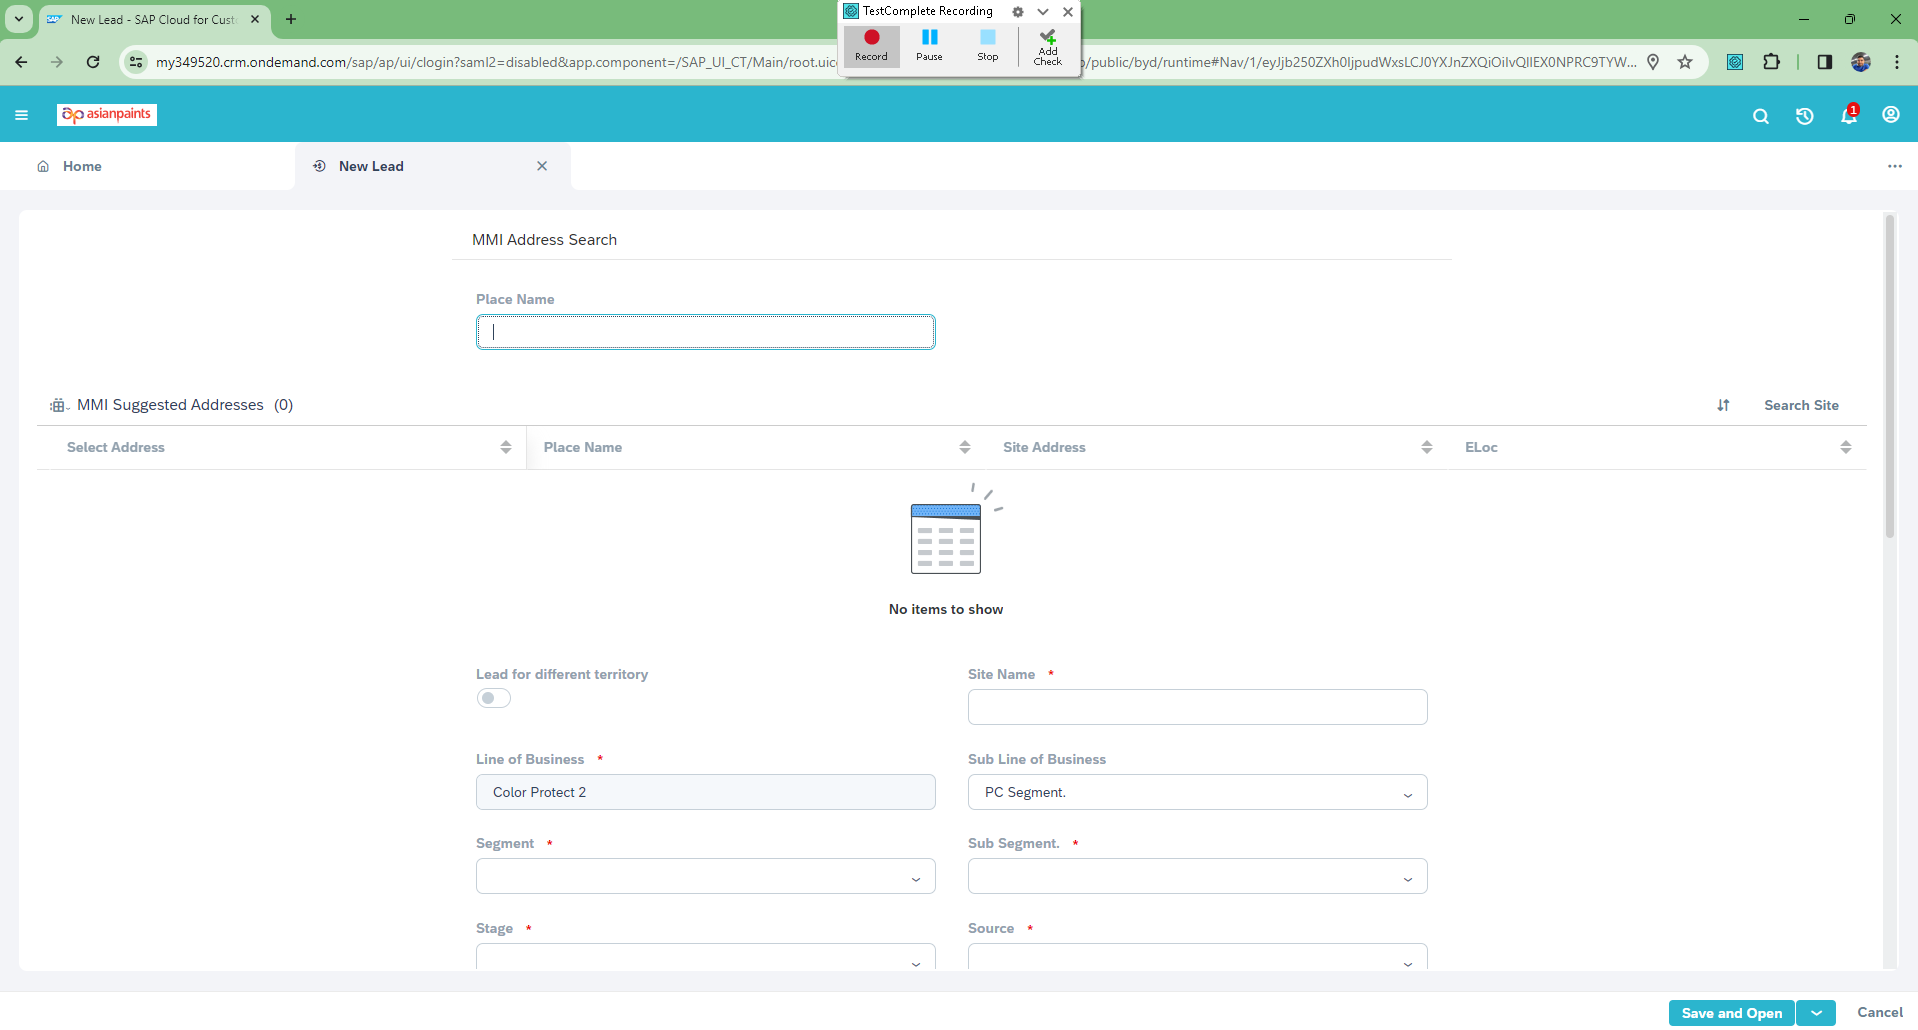 New Lead - SAP Cloud for Cust
TestComplete Recording
Record
Pause
Stop
Add
Check
my349520.crm.ondemand.com/sap/ap/ui/clogin?saml2=disabled&app.component=/SAP_UI_CT/Main/root.uicc
/public/byd/runtime#Nav/1/eyJjb250ZXh0IjpudWxsLCJ0YXJnZXQiOiIvQllEX0NPRC9TYW...
asianpaints
1
Home
New Lead
MMI Address Search
Place Name
MMI Suggested Addresses (0)
Search Site
Select Address
Place Name
Site Address
ELoc
No items to show
Lead for different territory
Site Name *
Line of Business *
Sub Line of Business
Color Protect 2
PC Segment.
Segment *
Sub Segment. *
Stage *
Source *
Save and Open
Cancel